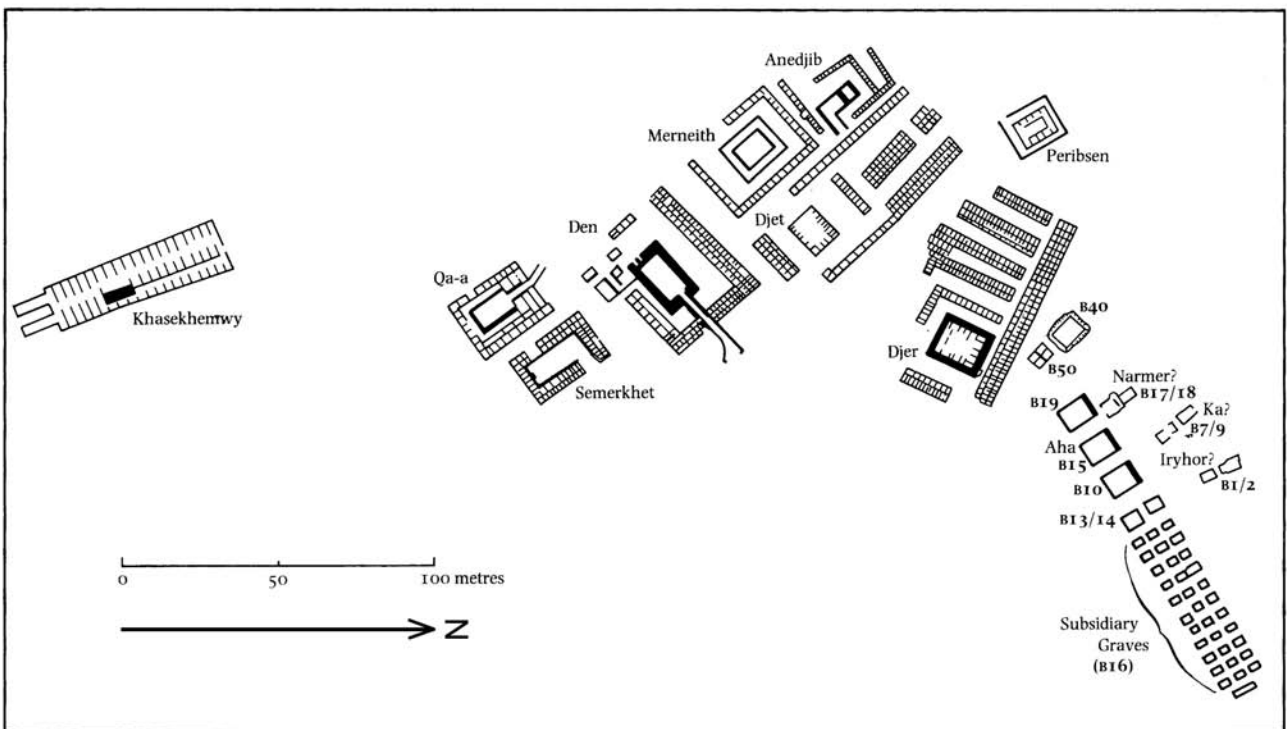 Anedjib
Merneith
Peribsen
Djet
Den
Qa-a
Khasekhemwy
Semerkhet
Djer
B40
B50
Narmer?
B17/18
B19
Ka?
B7/9
Aha
B15
Iryhor?
B1/2
B10
B13/14
0 50 100 metres
N
Subsidiary
Graves
(B16)